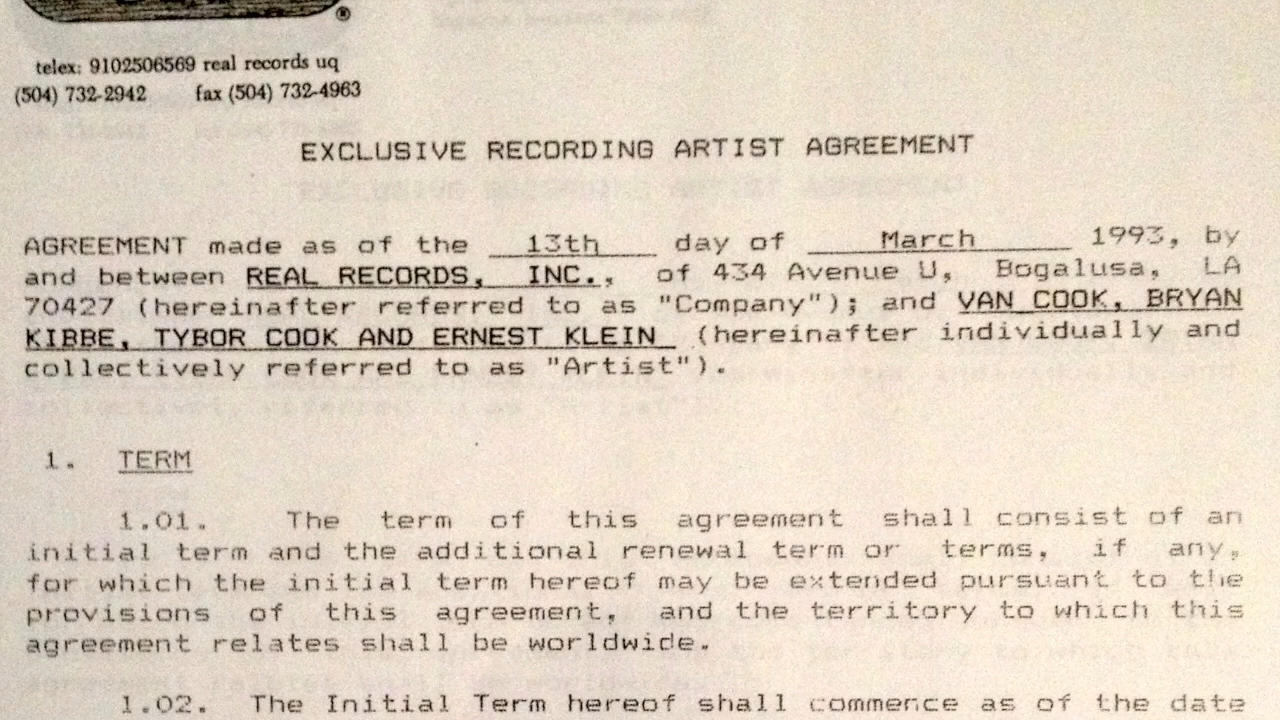 ®
telex: 9102506569 real records uq
(504) 732-2942 fax (504) 732-4963
EXCLUSIVE RECORDING ARTIST AGREEMENT
AGREEMENT made as of the 13th day of March 1993, by
and between REAL RECORDS, INC., of 434 Avenue U, Bogalusa, LA
70427 (hereinafter referred to as "Company"); and VAN COOK, BRYAN
KIBBE, TYBOR COOK AND ERNEST KLEIN (hereinafter individually and
collectively referred to as "Artist").
1. TERM
1.01. The term of this agreement shall consist of an
initial term and the additional renewal term or terms, if any,
for which the initial term hereof may be extended pursuant to the
provisions of this agreement, and the territory to which this
agreement relates shall be worldwide.
1.02. The Initial Term hereof shall commence as of the date